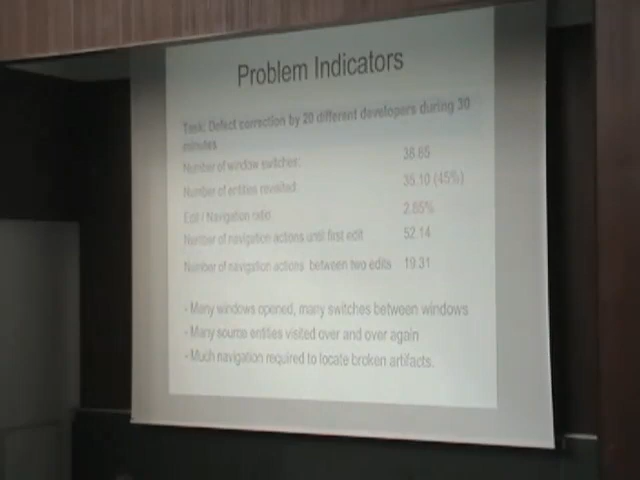 Problem Indicators
Task: Defect correction by 20 different developers during 30
minutes
Number of window switches: 36.65
Number of entities revisited: 35.10 (45%)
Edit / Navigation ratio 2.65%
Number of navigation actions until first edit 52.14
Number of navigation actions between two edits 19.31
- Many windows opened, many switches between windows
- Many source entities visited over and over again
- Much navigation required to locate broken artifacts.